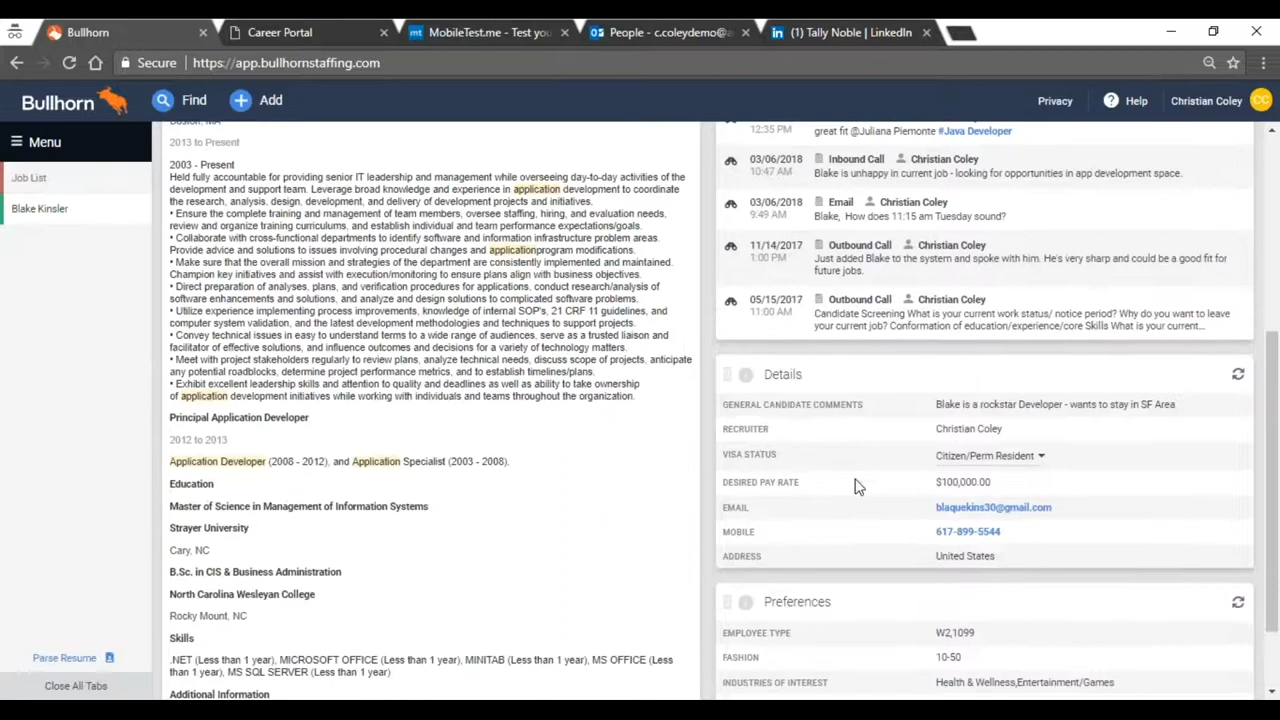 Bullhorn
Career Portal
MobileTest.me - Test you
People - c.coleydemo@a
(1) Tally Noble | LinkedIn
Secure
https://app.bullhornstaffing.com
Bullhorn
Find
Add
Privacy
Help
Christian Coley
CC
Menu
Job List
Blake Kinsler
Parse Resume
Close All Tabs
Boston, MA
2013 to Present
2003 - Present
Held fully accountable for providing senior IT leadership and management while overseeing day-to-day activities of the
development and support team. Leverage broad knowledge and experience in application development to coordinate
the research, analysis, design, development, and delivery of development projects and initiatives.
• Ensure the complete training and management of team members, oversee staffing, hiring, and evaluation needs,
review and organize training curriculums, and establish individual and team performance expectations/goals.
• Collaborate with cross-functional departments to identify software and information infrastructure problem areas.
Provide advice and solutions to issues involving procedural changes and applicationprogram modifications.
• Make sure that the overall mission and strategies of the department are consistently implemented and maintained.
Champion key initiatives and assist with execution/monitoring to ensure plans align with business objectives.
• Direct preparation of analyses, plans, and verification procedures for applications, conduct research/analysis of
software enhancements and solutions, and analyze and design solutions to complicated software problems.
• Utilize experience implementing process improvements, knowledge of internal SOP's, 21 CRF 11 guidelines, and
computer system validation, and the latest development methodologies and techniques to support projects.
• Convey technical issues in easy to understand terms to a wide range of audiences, serve as a trusted liaison and
facilitator of effective solutions, and influence outcomes and decisions for a variety of technology matters.
• Meet with project stakeholders regularly to review plans, analyze technical needs, discuss scope of projects, anticipate
any potential roadblocks, determine project performance metrics, and to establish timelines/plans.
• Exhibit excellent leadership skills and attention to quality and deadlines as well as ability to take ownership
of application development initiatives while working with individuals and teams throughout the organization.
Principal Application Developer
2012 to 2013
Application Developer (2008 - 2012), and Application Specialist (2003 - 2008).
Education
Master of Science in Management of Information Systems
Strayer University
Cary, NC
B.Sc. in CIS & Business Administration
North Carolina Wesleyan College
Rocky Mount, NC
Skills
.NET (Less than 1 year), MICROSOFT OFFICE (Less than 1 year), MINITAB (Less than 1 year), MS OFFICE (Less than 1
year), MS SQL SERVER (Less than 1 year)
Additional Information
12:35 PM great fit @Juliana Piemonte #Java Developer
03/06/2018 Inbound Call Christian Coley
10:47 AM Blake is unhappy in current job - looking for opportunities in app development space.
03/06/2018 Email Christian Coley
9:49 AM Blake, How does 11:15 am Tuesday sound?
11/14/2017 Outbound Call Christian Coley
1:00 PM Just added Blake to the system and spoke with him. He's very sharp and could be a good fit for
future jobs.
05/15/2017 Outbound Call Christian Coley
11:00 AM Candidate Screening What is your current work status/ notice period? Why do you want to leave
your current job? Conformation of education/experience/core Skills What is your current...
Details
GENERAL CANDIDATE COMMENTS Blake is a rockstar Developer - wants to stay in SF Area
RECRUITER Christian Coley
VISA STATUS Citizen/Perm Resident
DESIRED PAY RATE $100,000.00
EMAIL blaquekins30@gmail.com
MOBILE 617-899-5544
ADDRESS United States
Preferences
EMPLOYEE TYPE W2,1099
FASHION 10-50
INDUSTRIES OF INTEREST Health & Wellness,Entertainment/Games